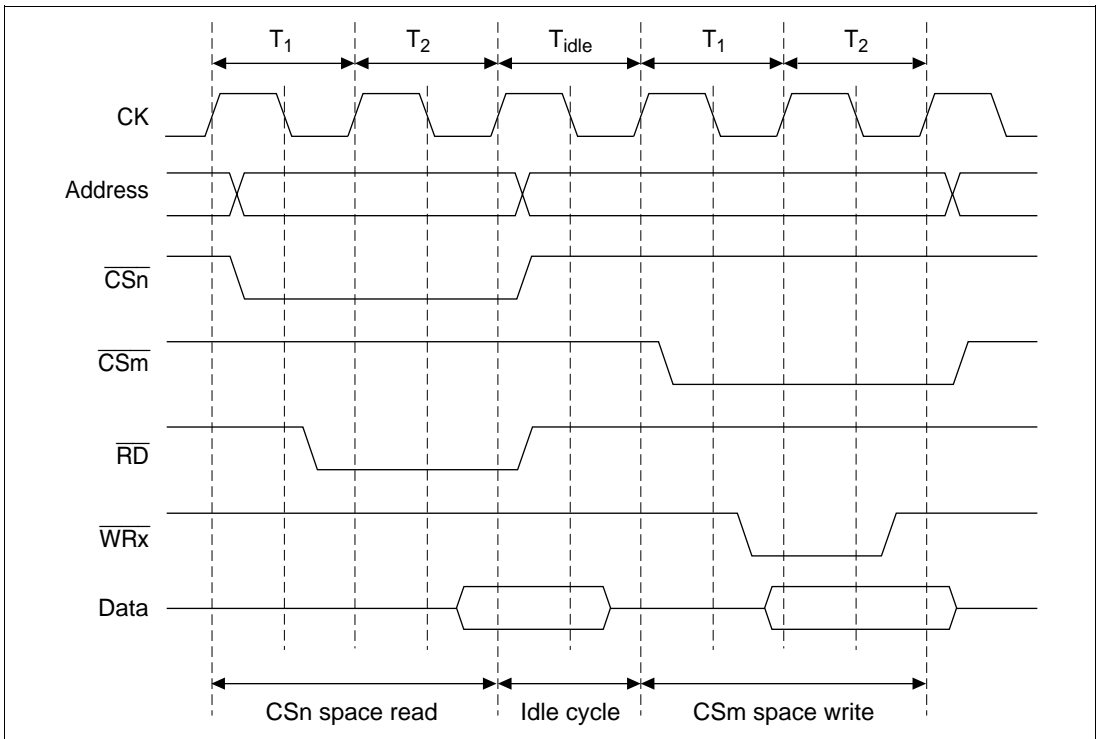 T1 T2 Tidle T1 T2
CK
Address
CSn
CSm
RD
WRx
Data
CSn space read Idle cycle CSm space write